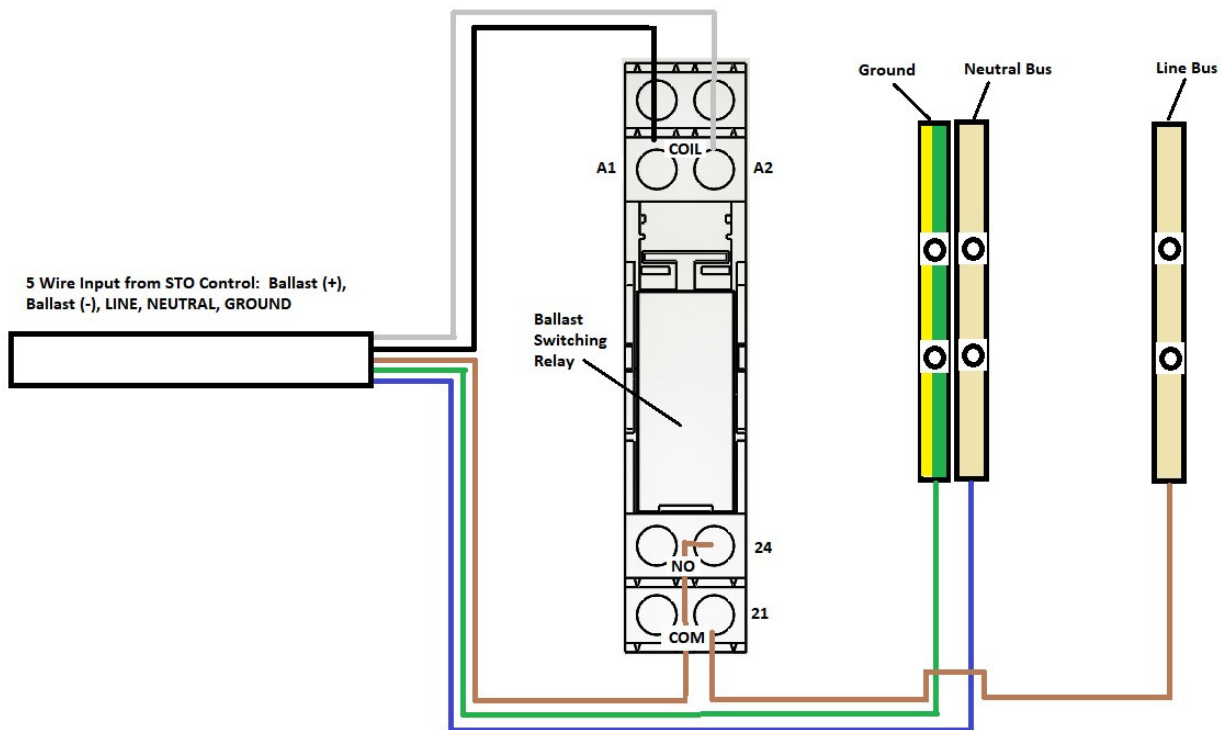 Ground
Neutral Bus
Line Bus
COIL
A1
A2
5 Wire Input from STO Control: Ballast (+),
Ballast (-), LINE, NEUTRAL, GROUND
Ballast
Switching
Relay
24
NO
21
COM